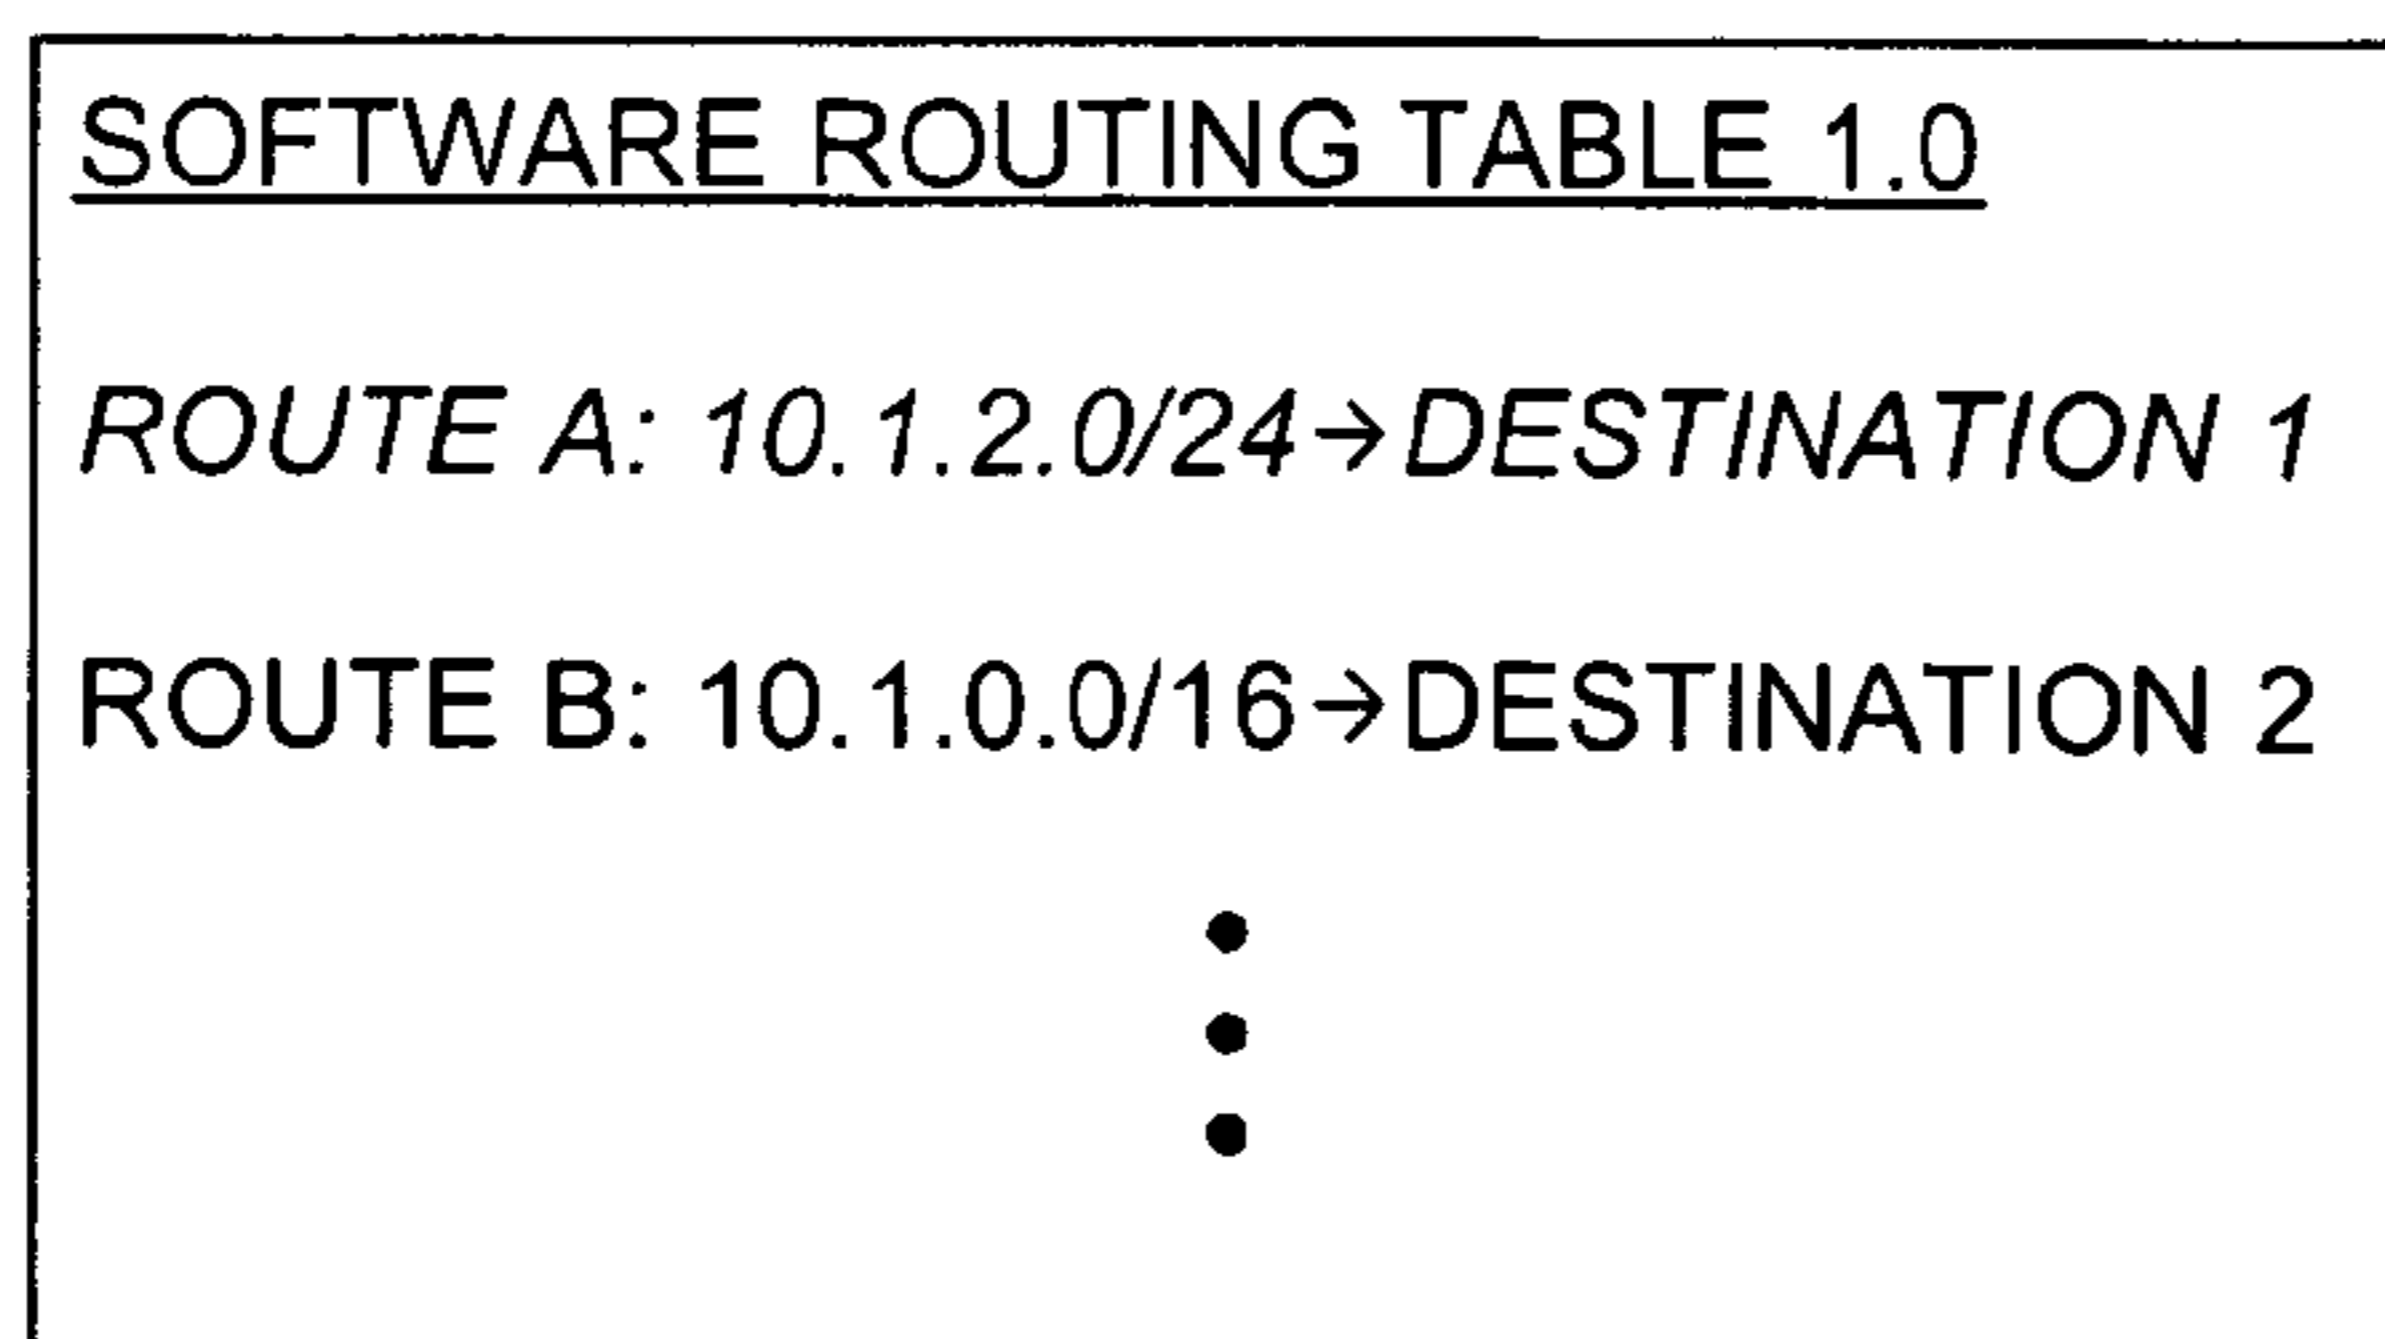 SOFTWARE ROUTING TABLE 1.0
ROUTE A: 10.1.2.0/24→DESTINATION 1
ROUTE B: 10.1.0.0/16→DESTINATION 2